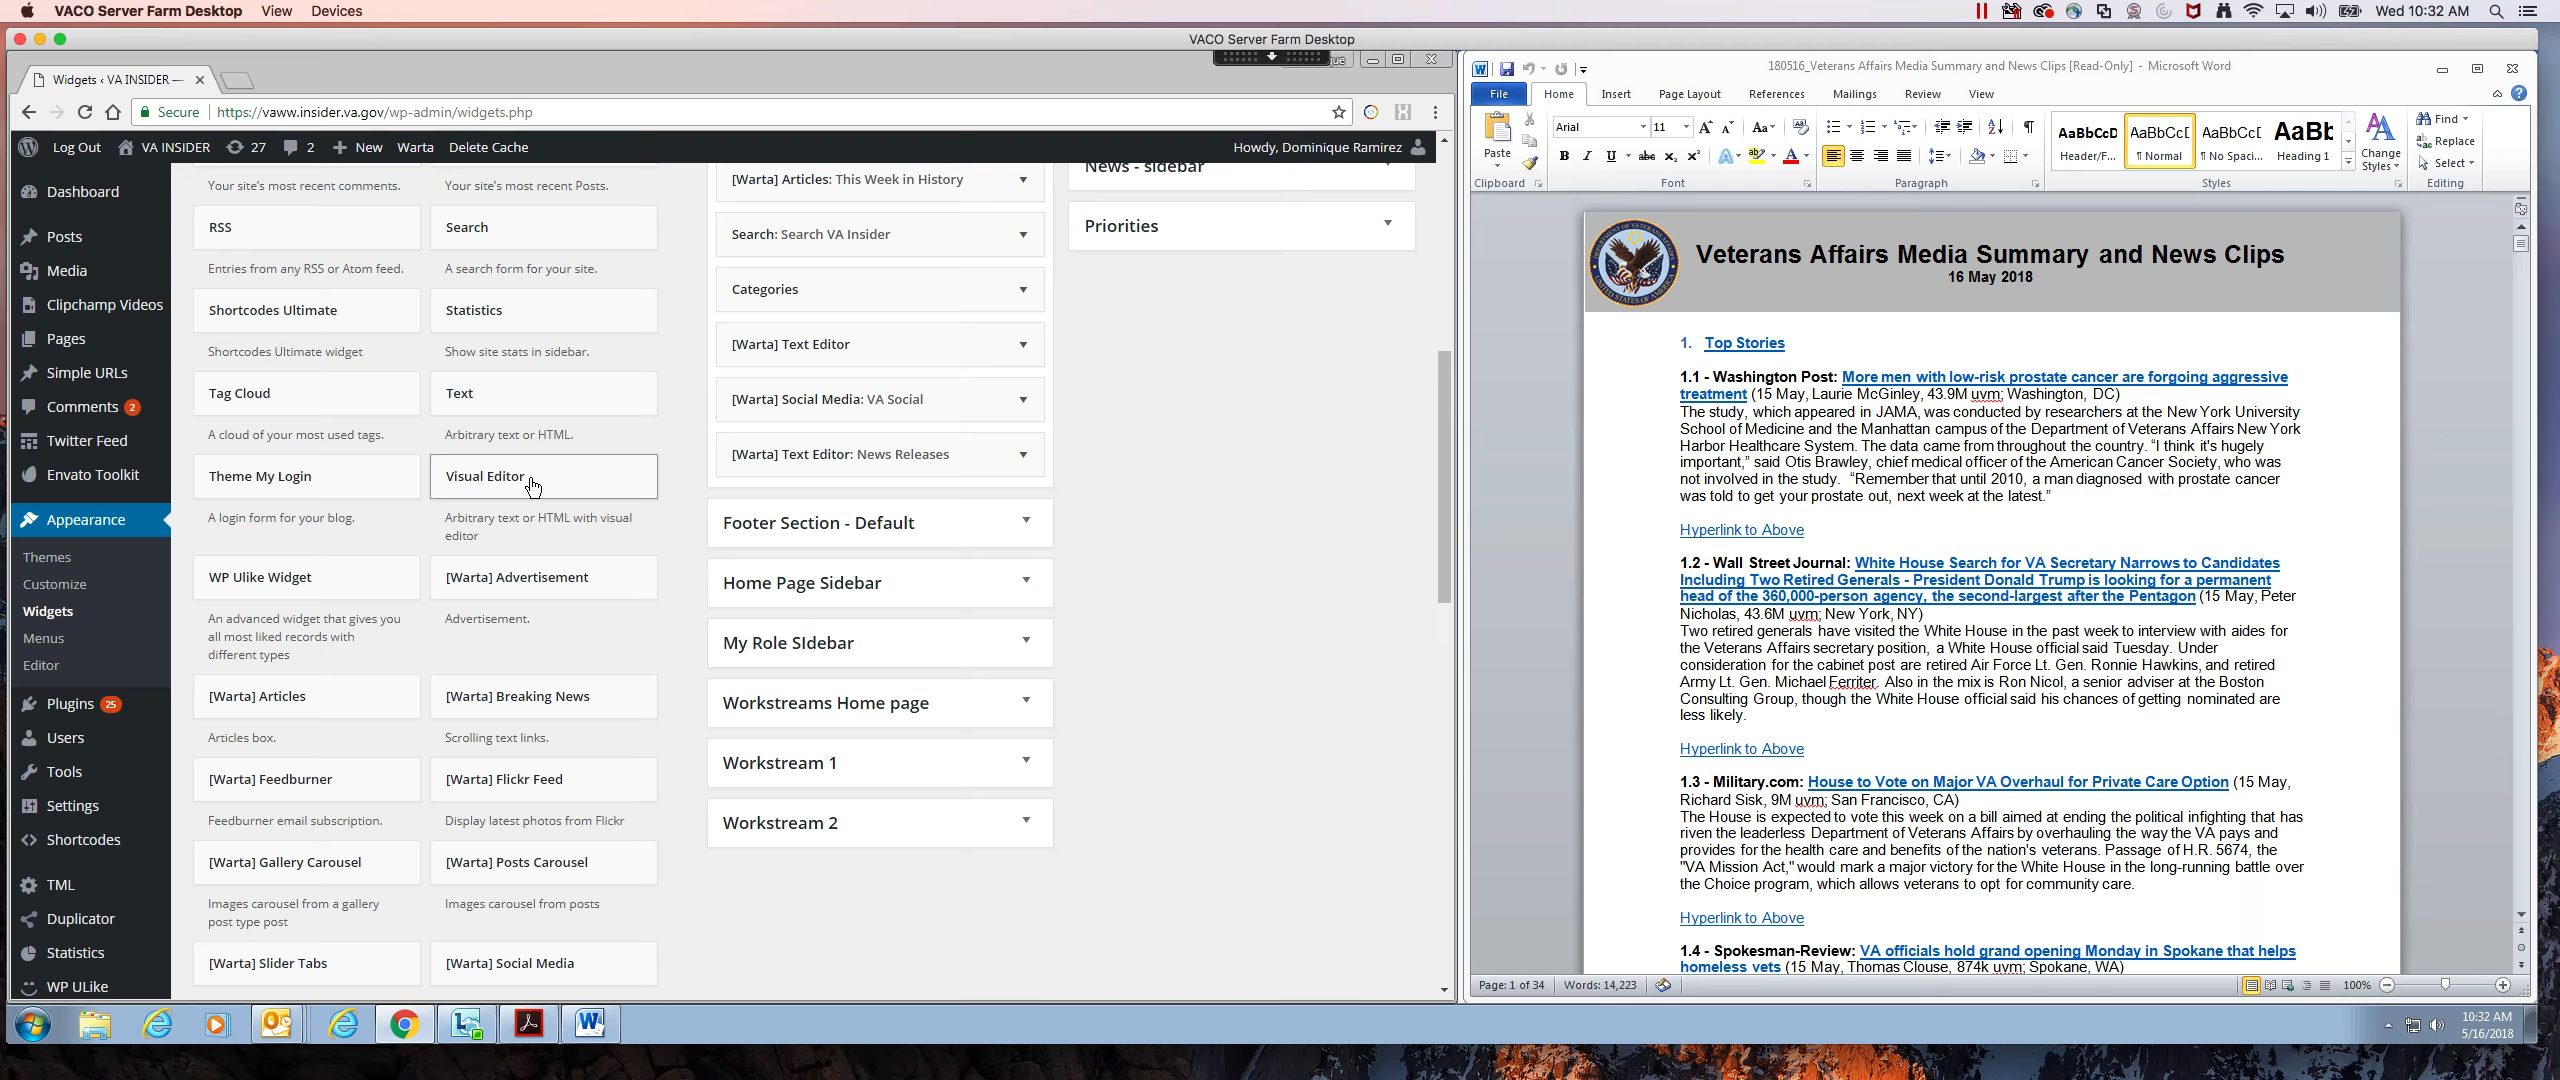 VACO Server Farm Desktop View Devices
Wed 10:32 AM
VACO Server Farm Desktop
Widgets ‹ VA INSIDER —
Secure https://vaww.insider.va.gov/wp-admin/widgets.php
Log Out VA INSIDER 27 2 New Warta Delete Cache Howdy, Dominique Ramirez
Dashboard
Posts
Media
Clipchamp Videos
Pages
Simple URLs
Comments 2
Twitter Feed
Envato Toolkit
Appearance
Themes
Customize
Widgets
Menus
Editor
Plugins 25
Users
Tools
Settings
Shortcodes
TML
Duplicator
Statistics
WP ULike
Your site's most recent comments. Your site's most recent Posts.
RSS Search
Entries from any RSS or Atom feed. A search form for your site.
Shortcodes Ultimate Statistics
Shortcodes Ultimate widget Show site stats in sidebar.
Tag Cloud Text
A cloud of your most used tags. Arbitrary text or HTML.
Theme My Login Visual Editor
A login form for your blog. Arbitrary text or HTML with visual
editor
WP Ulike Widget [Warta] Advertisement
An advanced widget that gives you Advertisement.
all most liked records with
different types
[Warta] Articles [Warta] Breaking News
Articles box. Scrolling text links.
[Warta] Feedburner [Warta] Flickr Feed
Feedburner email subscription. Display latest photos from Flickr
[Warta] Gallery Carousel [Warta] Posts Carousel
Images carousel from a gallery Images carousel from posts
post type post
[Warta] Slider Tabs [Warta] Social Media
[Warta] Articles: This Week in History
Search: Search VA Insider
Categories
[Warta] Text Editor
[Warta] Social Media: VA Social
[Warta] Text Editor: News Releases
Footer Section - Default
Home Page Sidebar
My Role SIdebar
Workstreams Home page
Workstream 1
Workstream 2
News - sidebar
Priorities
180516_Veterans Affairs Media Summary and News Clips [Read-Only] - Microsoft Word
File Home Insert Page Layout References Mailings Review View
Paste
Clipboard
Arial 11
Font
Paragraph
AaBbCcD AaBbCcI AaBbCcI AaBb
Header/F... ¶ Normal ¶ No Spaci... Heading 1
Change
Styles
Styles
Find
Replace
Select
Editing
Veterans Affairs Media Summary and News Clips
16 May 2018
1. Top Stories
1.1 - Washington Post: More men with low-risk prostate cancer are forgoing aggressive
treatment (15 May, Laurie McGinley, 43.9M uvm; Washington, DC)
The study, which appeared in JAMA, was conducted by researchers at the New York University
School of Medicine and the Manhattan campus of the Department of Veterans Affairs New York
Harbor Healthcare System. The data came from throughout the country. “I think it's hugely
important,” said Otis Brawley, chief medical officer of the American Cancer Society, who was
not involved in the study. “Remember that until 2010, a man diagnosed with prostate cancer
was told to get your prostate out, next week at the latest.”
Hyperlink to Above
1.2 - Wall Street Journal: White House Search for VA Secretary Narrows to Candidates
Including Two Retired Generals - President Donald Trump is looking for a permanent
head of the 360,000-person agency, the second-largest after the Pentagon (15 May, Peter
Nicholas, 43.6M uvm; New York, NY)
Two retired generals have visited the White House in the past week to interview with aides for
the Veterans Affairs secretary position, a White House official said Tuesday. Under
consideration for the cabinet post are retired Air Force Lt. Gen. Ronnie Hawkins, and retired
Army Lt. Gen. Michael Ferriter. Also in the mix is Ron Nicol, a senior adviser at the Boston
Consulting Group, though the White House official said his chances of getting nominated are
less likely.
Hyperlink to Above
1.3 - Military.com: House to Vote on Major VA Overhaul for Private Care Option (15 May,
Richard Sisk, 9M uvm; San Francisco, CA)
The House is expected to vote this week on a bill aimed at ending the political infighting that has
riven the leaderless Department of Veterans Affairs by overhauling the way the VA pays and
provides for the health care and benefits of the nation's veterans. Passage of H.R. 5674, the
"VA Mission Act," would mark a major victory for the White House in the long-running battle over
the Choice program, which allows veterans to opt for community care.
Hyperlink to Above
1.4 - Spokesman-Review: VA officials hold grand opening Monday in Spokane that helps
homeless vets (15 May, Thomas Clouse, 874k uvm; Spokane, WA)
Page: 1 of 34 Words: 14,223 100%
10:32 AM
5/16/2018